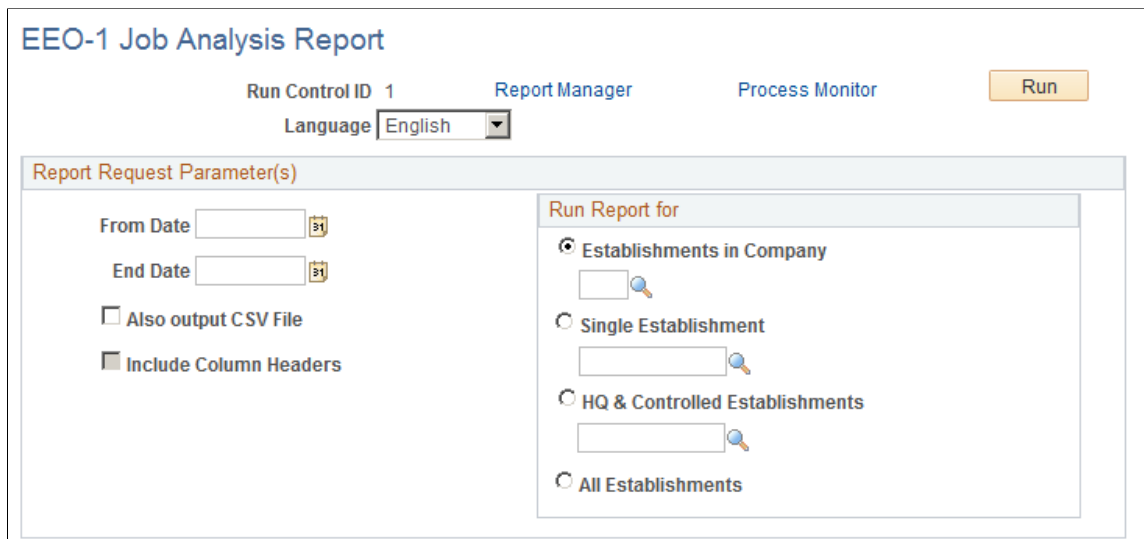 EEO-1 Job Analysis Report
Run Control ID 1 Report Manager Process Monitor Run
Language English
Report Request Parameter(s)
From Date 31
End Date 31
Also output CSV File
Include Column Headers
Run Report for
Establishments in Company
Single Establishment
HQ & Controlled Establishments
All Establishments